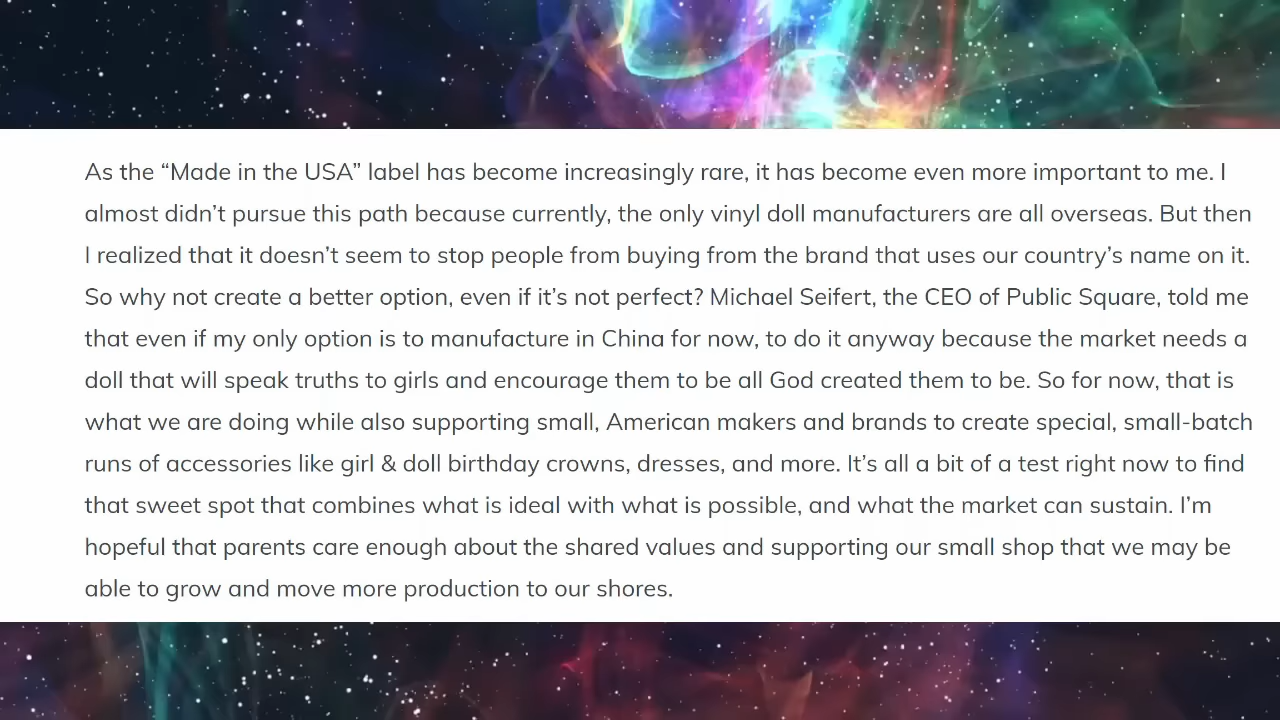 As the “Made in the USA” label has become increasingly rare, it has become even more important to me. I
almost didn’t pursue this path because currently, the only vinyl doll manufacturers are all overseas. But then
I realized that it doesn’t seem to stop people from buying from the brand that uses our country’s name on it.
So why not create a better option, even if it’s not perfect? Michael Seifert, the CEO of Public Square, told me
that even if my only option is to manufacture in China for now, to do it anyway because the market needs a
doll that will speak truths to girls and encourage them to be all God created them to be. So for now, that is
what we are doing while also supporting small, American makers and brands to create special, small-batch
runs of accessories like girl & doll birthday crowns, dresses, and more. It’s all a bit of a test right now to find
that sweet spot that combines what is ideal with what is possible, and what the market can sustain. I’m
hopeful that parents care enough about the shared values and supporting our small shop that we may be
able to grow and move more production to our shores.